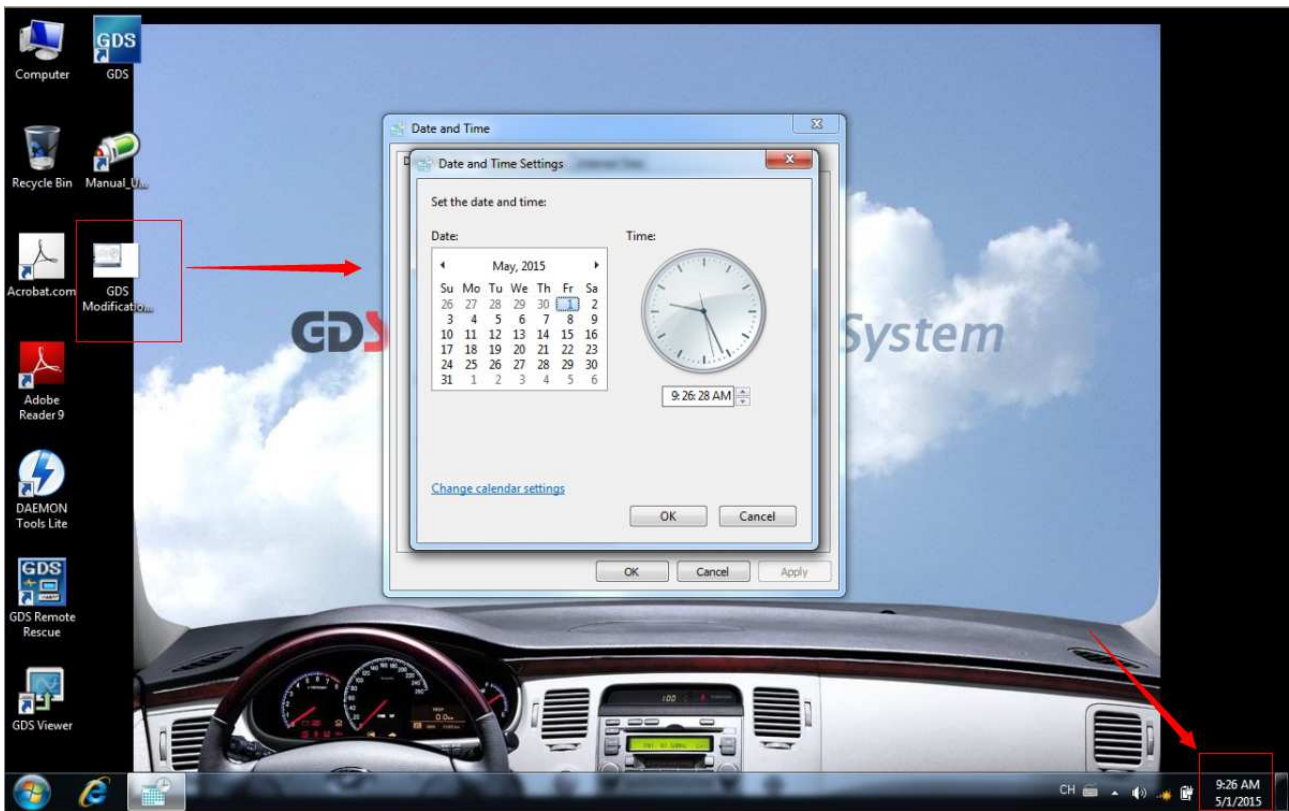 Computer
GDS
GDS
Recycle Bin
Manual_U...
Acrobat.com
GDS
Modificatio...
Adobe
Reader 9
DAEMON
Tools Lite
GDS
GDS Remote
Rescue
GDS Viewer
GDS
System
Date and Time
Date and Time Settings
Set the date and time:
Date:
Time:
May, 2015
Su Mo Tu We Th Fr Sa
26 27 28 29 30 1 2
3 4 5 6 7 8 9
10 11 12 13 14 15 16
17 18 19 20 21 22 23
24 25 26 27 28 29 30
31 1 2 3 4 5 6
9:26:28 AM
Change calendar settings
OK Cancel
OK Cancel Apply
CH
9:26 AM
5/1/2015